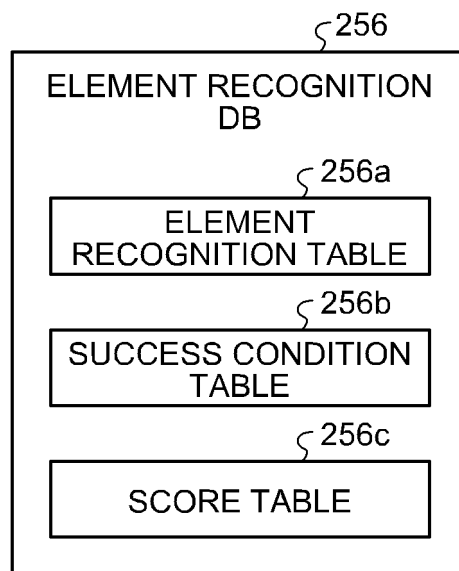 256
ELEMENT RECOGNITION
DB
256a
ELEMENT
RECOGNITION TABLE
256b
SUCCESS CONDITION
TABLE
256c
SCORE TABLE